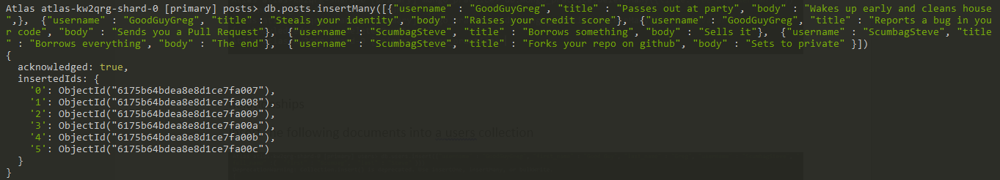 Atlas atlas-kw2qrg-shard-0 [primary] posts> db.posts.insertMany([{"username" : "GoodGuyGreg", "title" : "Passes out at party", "body" : "Wakes up early and cleans house
",},  {"username" : "GoodGuyGreg", "title" : "Steals your identity", "body" : "Raises your credit score"},  {"username" : "GoodGuyGreg", "title" : "Reports a bug in you
r code", "body" : "Sends you a Pull Request"},  {"username" : "ScumbagSteve", "title" : "Borrows something", "body" : "Sells it"},  {"username" : "ScumbagSteve", "title
" : "Borrows everything", "body" : "The end"},  {"username" : "ScumbagSteve", "title" : "Forks your repo on github", "body" : "Sets to private" }])
{
  acknowledged: true,
  insertedIds: {
    '0': ObjectId("6175b64bdea8e8d1ce7fa007"),
    '1': ObjectId("6175b64bdea8e8d1ce7fa008"),
    '2': ObjectId("6175b64bdea8e8d1ce7fa009"),
    '3': ObjectId("6175b64bdea8e8d1ce7fa00a"),
    '4': ObjectId("6175b64bdea8e8d1ce7fa00b"),
    '5': ObjectId("6175b64bdea8e8d1ce7fa00c")
  }
}
following documents into a users collection